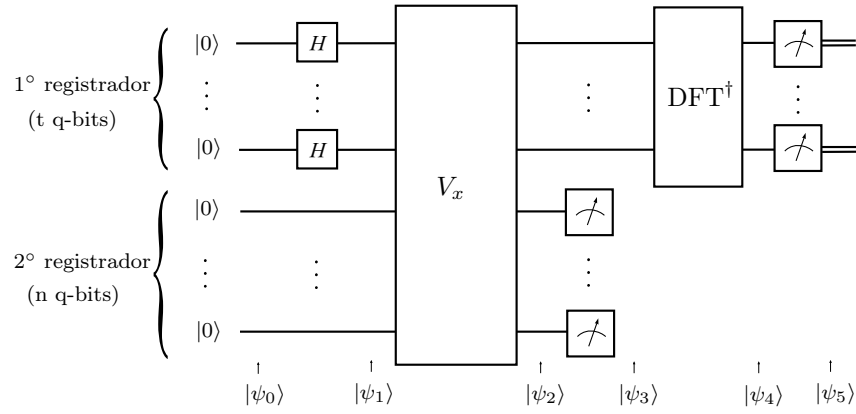 |0⟩ H
1° registrador
(t q-bits)
|0⟩ H
V_x
DFT†
|0⟩
2° registrador
(n q-bits)
|0⟩
|ψ₀⟩ |ψ₁⟩ |ψ₂⟩ |ψ₃⟩ |ψ₄⟩ |ψ₅⟩